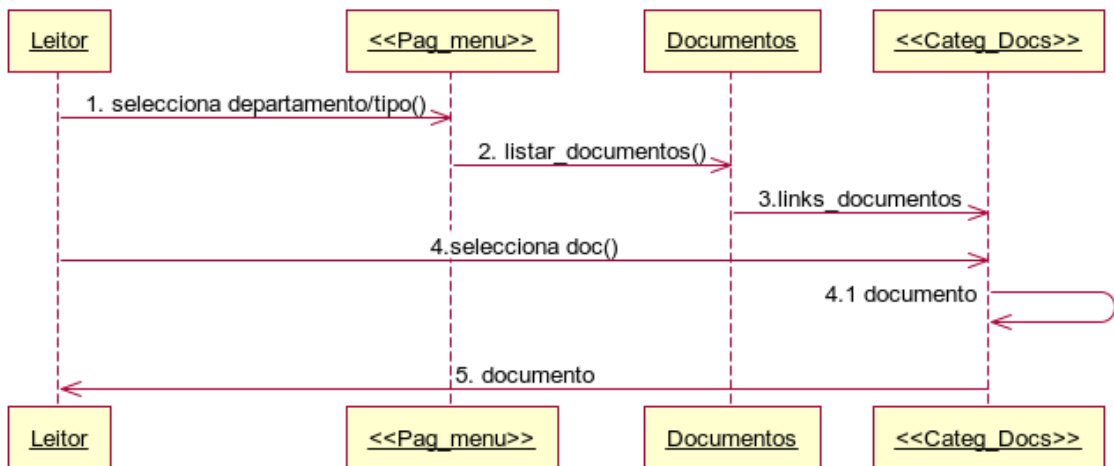 Leitor
<<Pag_menu>>
Documentos
<<Categ_Docs>>
1. selecciona departamento/tipo()
2. listar_documentos()
3.links_documentos
4.selecciona doc()
4.1 documento
5. documento
Leitor
<<Pag_menu>>
Documentos
<<Categ_Docs>>